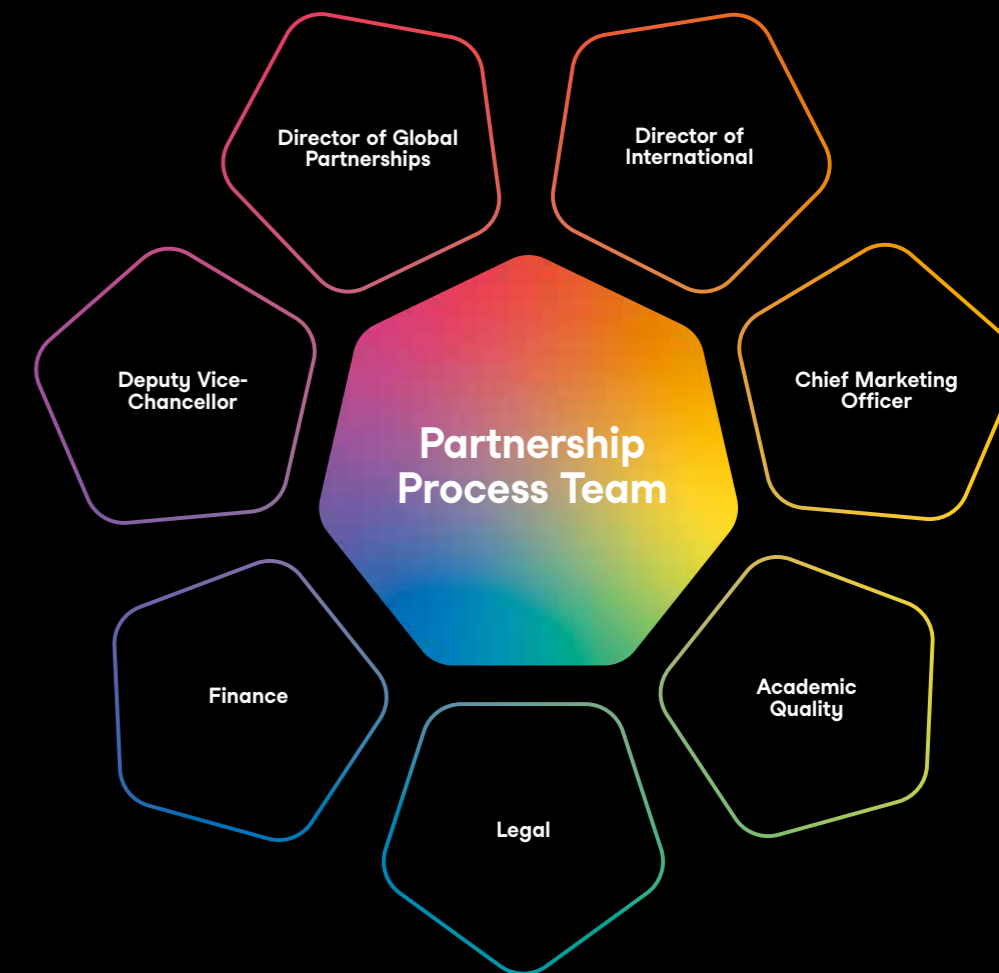 Director of Global
Partnerships
Director of
International
Deputy Vice-
Chancellor
Chief Marketing
Officer
Partnership
Process Team
Finance
Academic
Quality
Legal